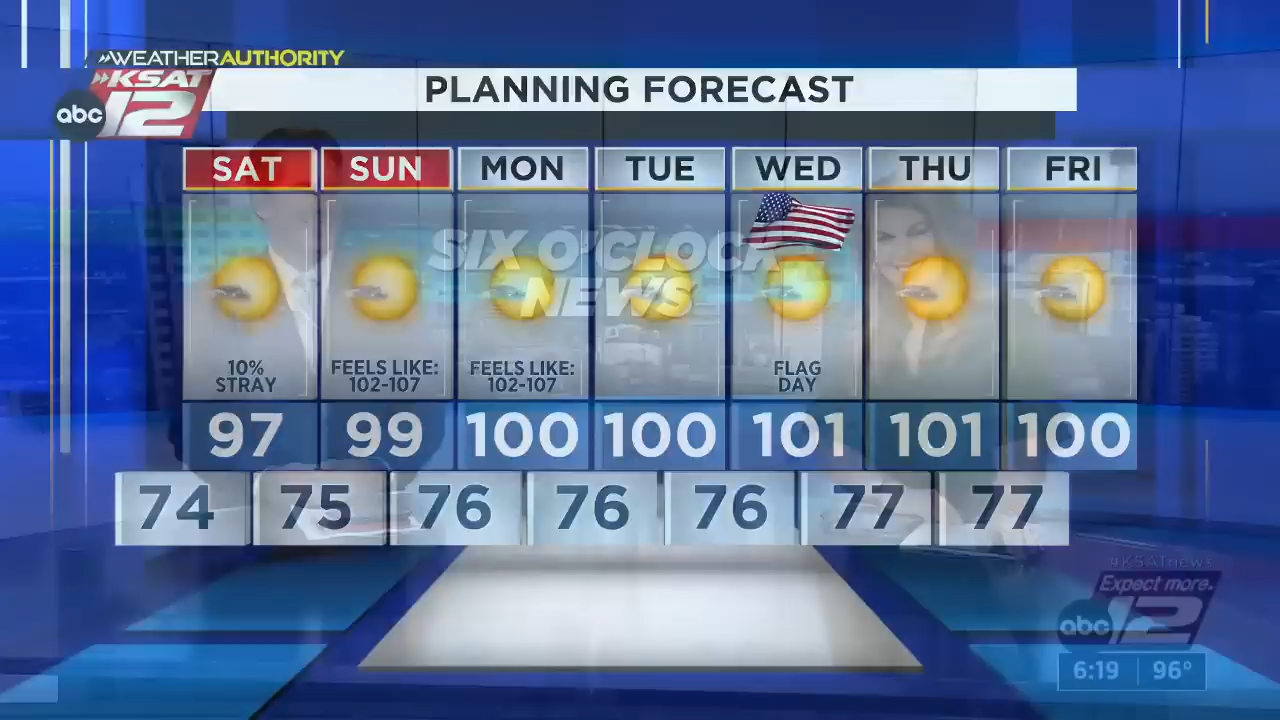 WEATHERAUTHORITY
KSAT
abc 12
PLANNING FORECAST
SAT SUN MON TUE WED THU FRI
SIX O'CLOCK
NEWS
10%
STRAY
FEELS LIKE:
102-107
FEELS LIKE:
102-107
FLAG
DAY
97 99 100 100 101 101 100
74 75 76 76 76 77 77
#KSATnews
Expect more.
abc 12
6:19 96°